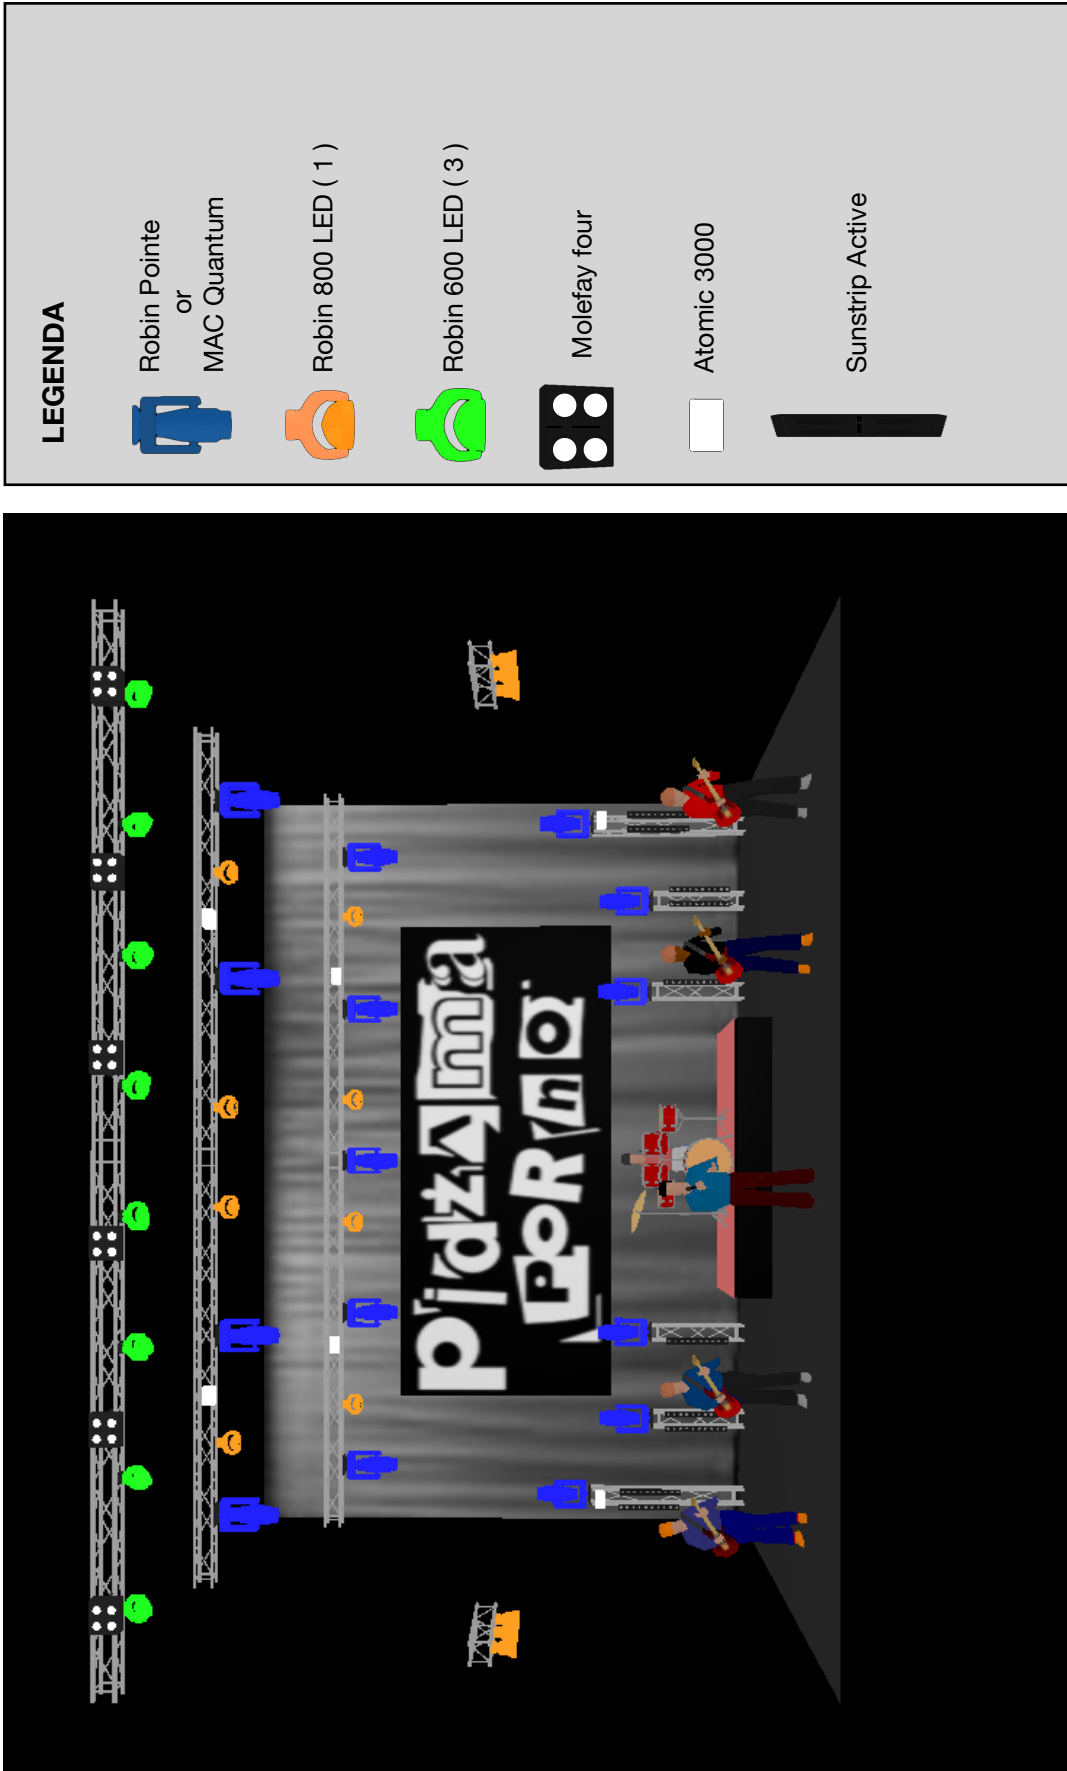 LEGENDA
Robin Pointe
or
MAC Quantum
Robin 800 LED ( 1 )
Robin 600 LED ( 3 )
Molefay four
Atomic 3000
Sunstrip Active
pidżAma
PoRno